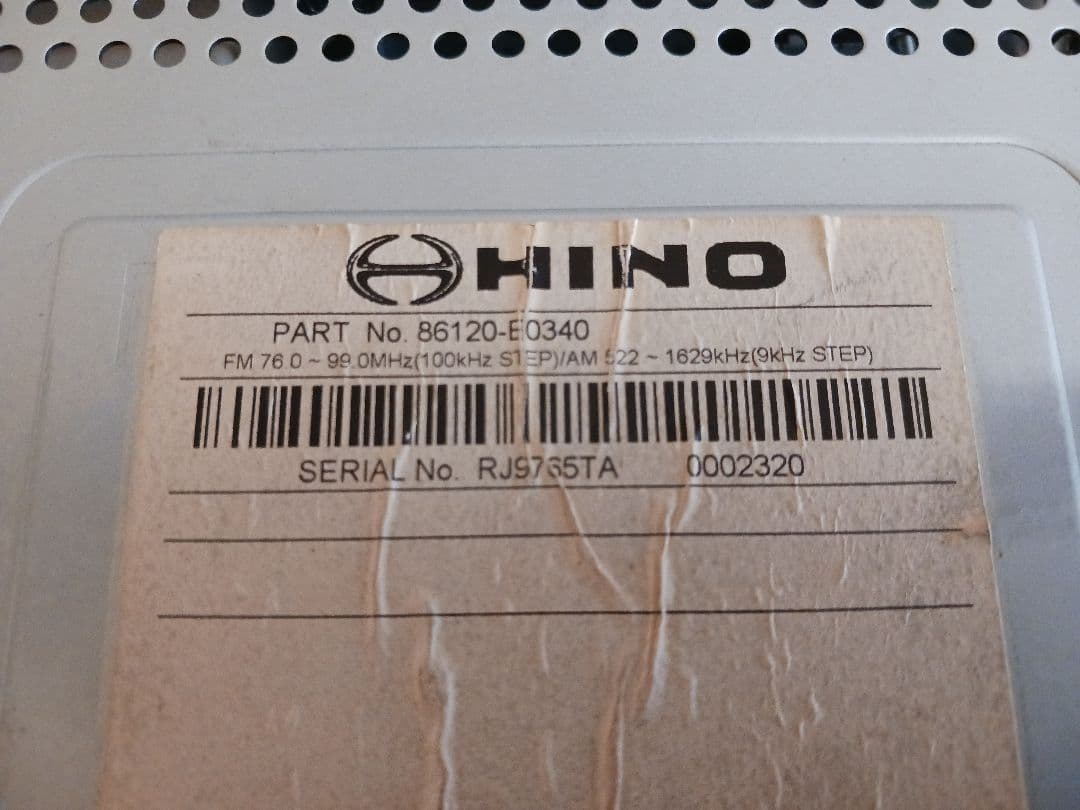 HINO
PART No. 86120-E0340
FM 76.0 ~ 99.0MHz(100kHz STEP)/AM 522 ~ 1629kHz(9kHz STEP)
SERIAL No. RJ9765TA 0002320